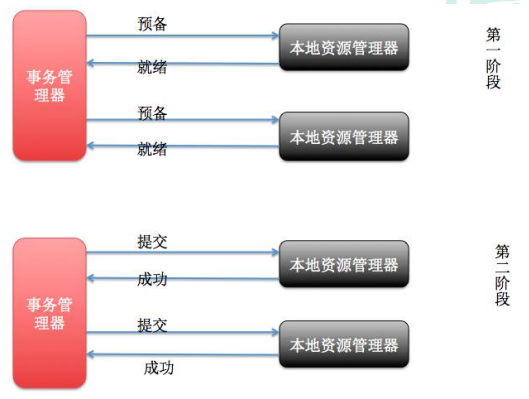 预备
就绪
预备
就绪
事务管
理器
本地资源管理器
本地资源管理器
第一阶段
提交
成功
提交
成功
事务管
理器
本地资源管理器
本地资源管理器
第二阶段